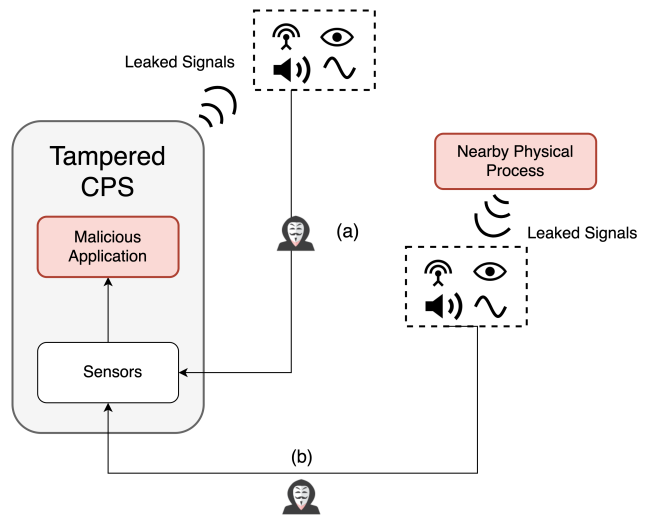 Leaked Signals
Tampered
CPS
Malicious
Application
Sensors
(a)
Nearby Physical
Process
Leaked Signals
(b)